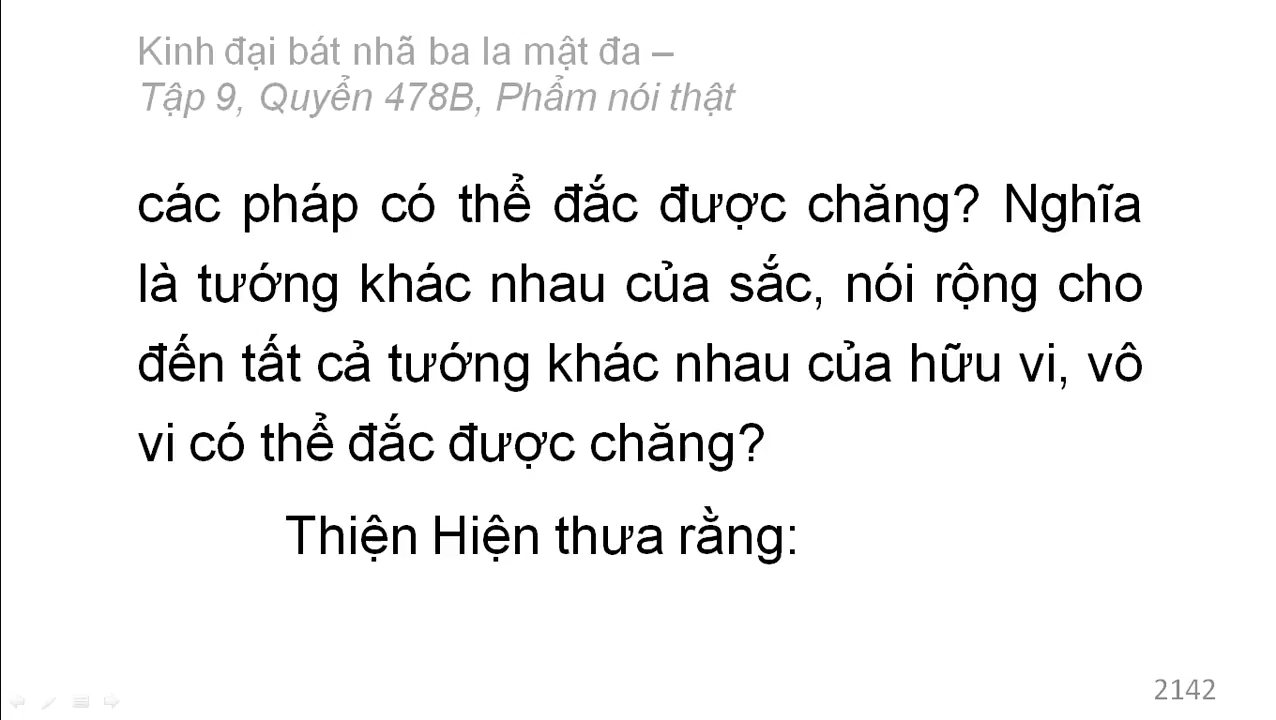 Kinh đại bát nhã ba la mật đa –
Tập 9, Quyển 478B, Phẩm nói thật
các pháp có thể đắc được chăng? Nghĩa
là tướng khác nhau của sắc, nói rộng cho
đến tất cả tướng khác nhau của hữu vi, vô
vi có thể đắc được chăng?
Thiện Hiện thưa rằng:
2142